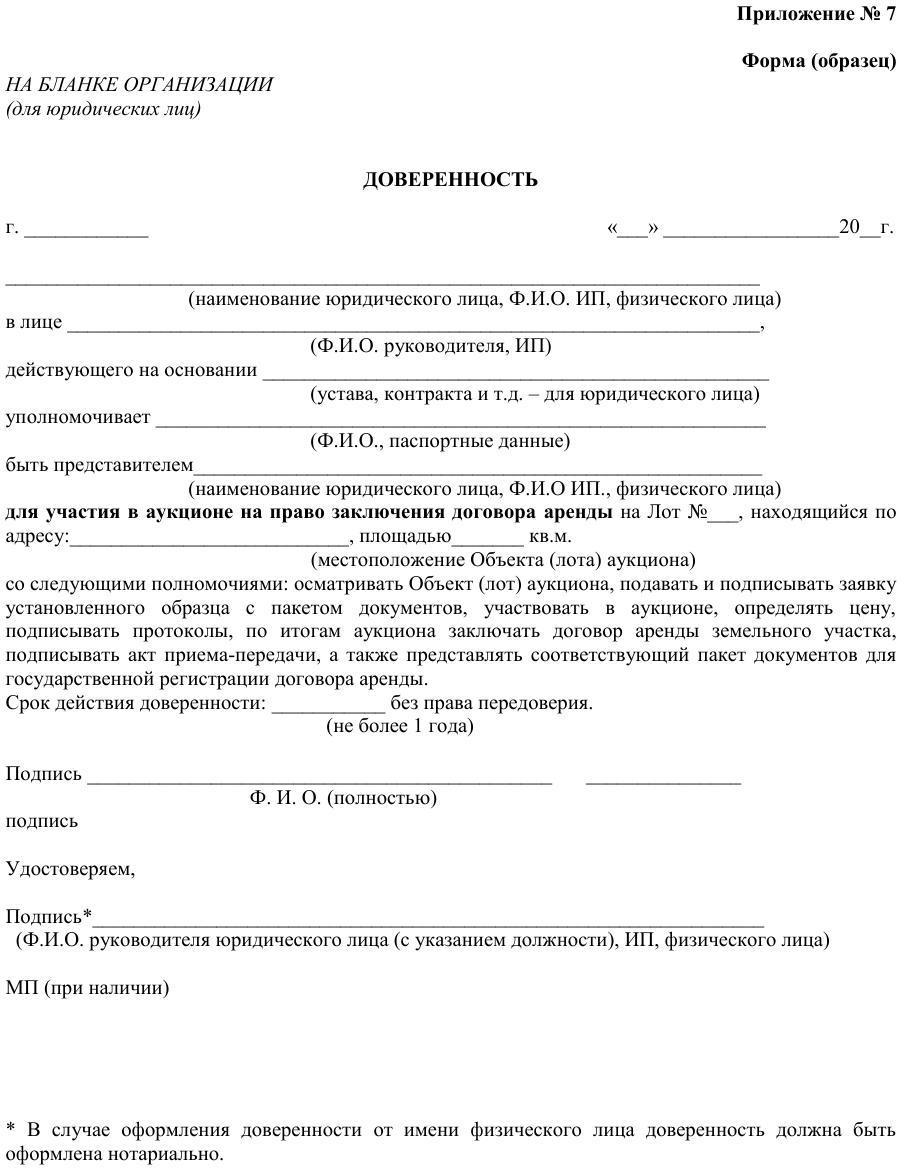 Приложение № 7
Форма (образец)
НА БЛАНКЕ ОРГАНИЗАЦИИ
(для юридических лиц)
ДОВЕРЕННОСТЬ
г. ____________ «___» _________________20__г.
_________________________________________________________________________
(наименование юридического лица, Ф.И.О. ИП, физического лица)
в лице ___________________________________________________________________,
(Ф.И.О. руководителя, ИП)
действующего на основании _________________________________________________
(устава, контракта и т.д. – для юридического лица)
уполномочивает ___________________________________________________________
(Ф.И.О., паспортные данные)
быть представителем_______________________________________________________
(наименование юридического лица, Ф.И.О ИП., физического лица)
для участия в аукционе на право заключения договора аренды на Лот №___, находящийся по
адресу:___________________________, площадью_______ кв.м.
(местоположение Объекта (лота) аукциона)
со следующими полномочиями: осматривать Объект (лот) аукциона, подавать и подписывать заявку
установленного образца с пакетом документов, участвовать в аукционе, определять цену,
подписывать протоколы, по итогам аукциона заключать договор аренды земельного участка,
подписывать акт приема-передачи, а также представлять соответствующий пакет документов для
государственной регистрации договора аренды.
Срок действия доверенности: ___________ без права передоверия.
(не более 1 года)
Подпись _____________________________________________ _______________
Ф. И. О. (полностью)
подпись
Удостоверяем,
Подпись*_________________________________________________________________
(Ф.И.О. руководителя юридического лица (с указанием должности), ИП, физического лица)
МП (при наличии)
* В случае оформления доверенности от имени физического лица доверенность должна быть
оформлена нотариально.